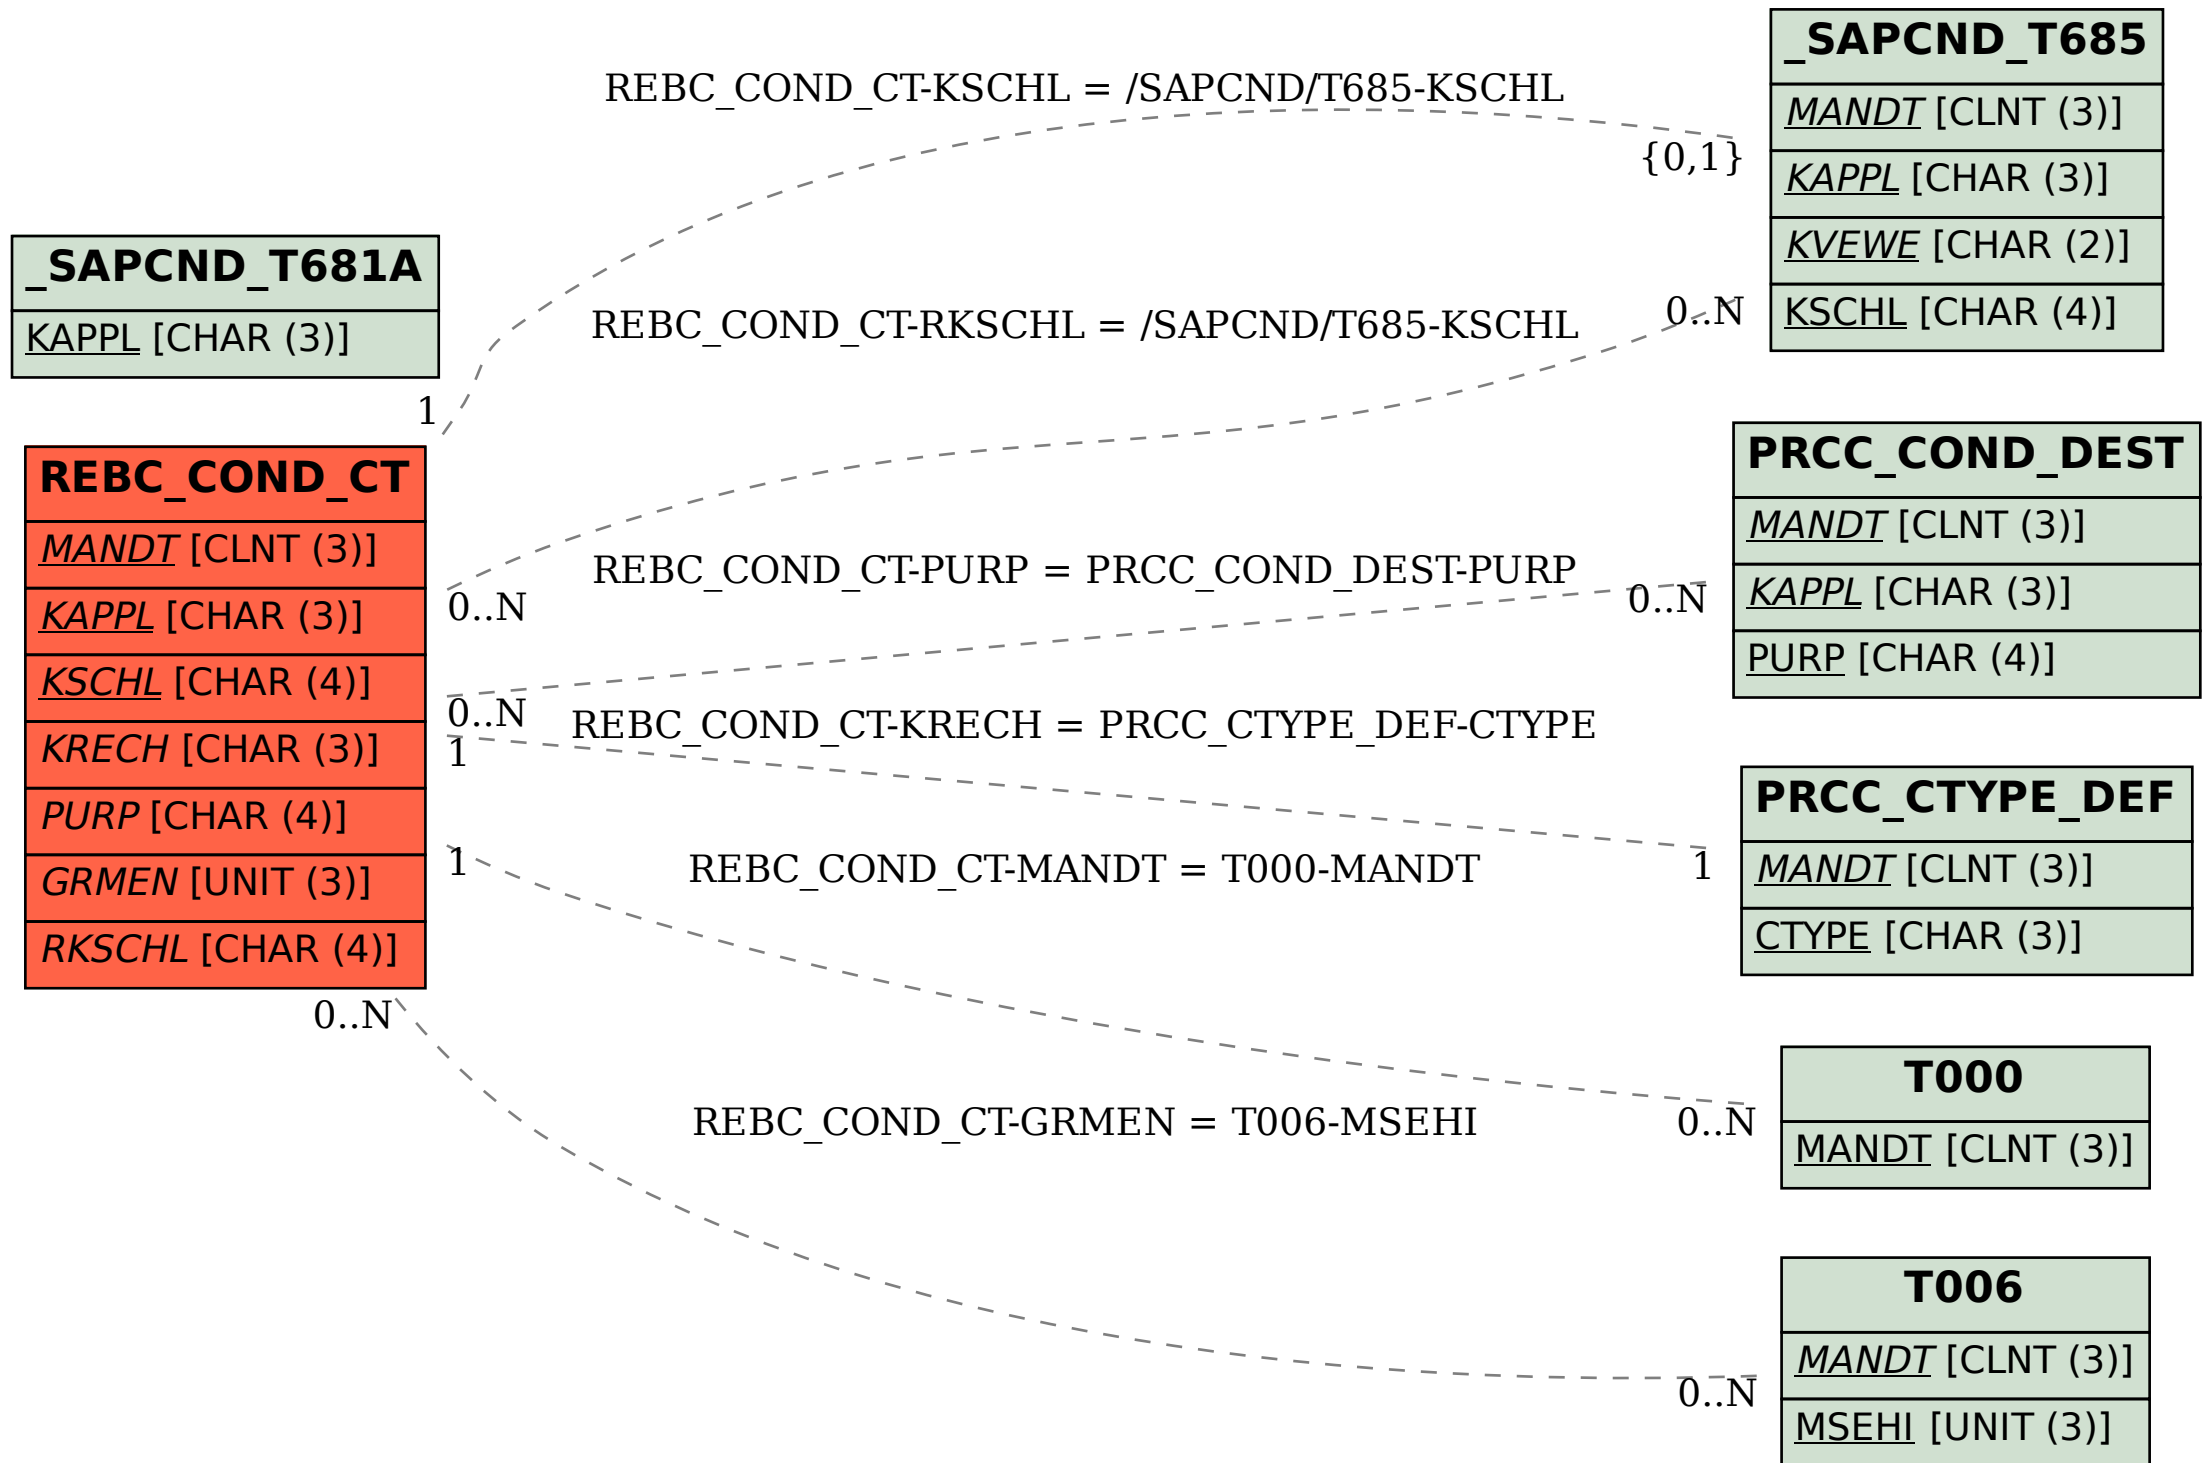 _SAPCND_T685
MANDT [CLNT (3)]
KAPPL [CHAR (3)]
KVEWE [CHAR (2)]
KSCHL [CHAR (4)]
REBC_COND_CT-KSCHL = /SAPCND/T685-KSCHL
{0,1}
1
_SAPCND_T681A
KAPPL [CHAR (3)]
REBC_COND_CT-RKSCHL = /SAPCND/T685-KSCHL
0..N
0..N
REBC_COND_CT
MANDT [CLNT (3)]
KAPPL [CHAR (3)]
KSCHL [CHAR (4)]
KRECH [CHAR (3)]
PURP [CHAR (4)]
GRMEN [UNIT (3)]
RKSCHL [CHAR (4)]
PRCC_COND_DEST
MANDT [CLNT (3)]
KAPPL [CHAR (3)]
PURP [CHAR (4)]
REBC_COND_CT-PURP = PRCC_COND_DEST-PURP
0..N
0..N
REBC_COND_CT-KRECH = PRCC_CTYPE_DEF-CTYPE
1
1
PRCC_CTYPE_DEF
MANDT [CLNT (3)]
CTYPE [CHAR (3)]
REBC_COND_CT-MANDT = T000-MANDT
1
0..N
T000
MANDT [CLNT (3)]
REBC_COND_CT-GRMEN = T006-MSEHI
0..N
0..N
T006
MANDT [CLNT (3)]
MSEHI [UNIT (3)]